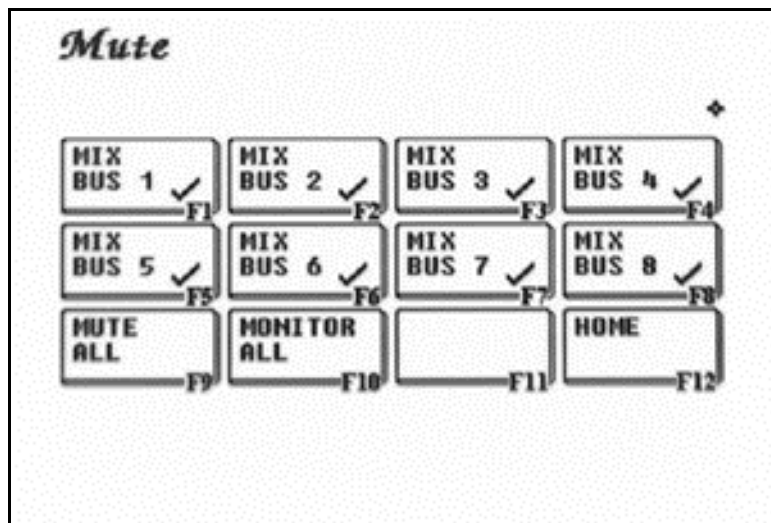 Mute
MIX MIX MIX MIX
BUS 1 BUS 2 BUS 3 BUS 4
F1 F2 F3 F4
MIX MIX MIX MIX
BUS 5 BUS 6 BUS 7 BUS 8
F5 F6 F7 F8
MUTE MONITOR HOME
ALL ALL
F9 F10 F11 F12